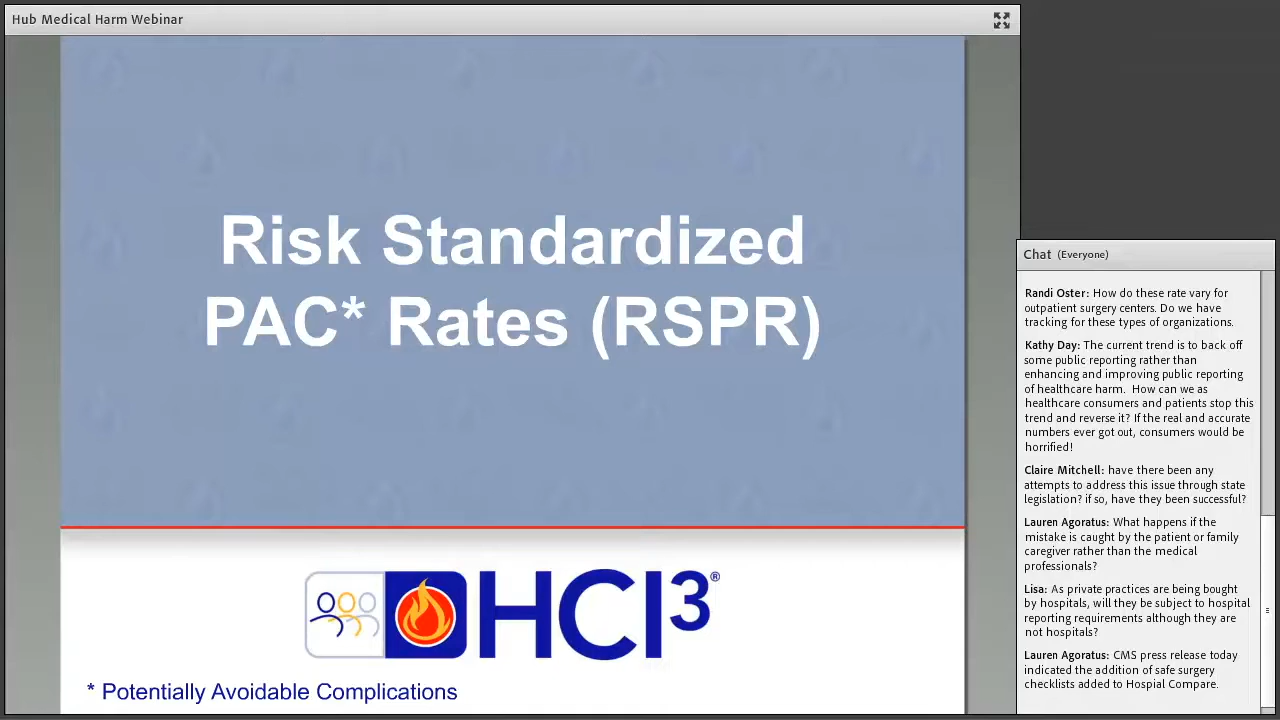 Hub Medical Harm Webinar
Risk Standardized
PAC* Rates (RSPR)
HCI3®
* Potentially Avoidable Complications
Chat (Everyone)
Randi Oster: How do these rate vary for
outpatient surgery centers. Do we have
tracking for these types of organizations.
Kathy Day: The current trend is to back off
some public reporting rather than
enhancing and improving public reporting
of healthcare harm. How can we as
healthcare consumers and patients stop this
trend and reverse it? If the real and accurate
numbers ever got out, consumers would be
horrified!
Claire Mitchell: have there been any
attempts to address this issue through state
legislation? if so, have they been successful?
Lauren Agoratus: What happens if the
mistake is caught by the patient or family
caregiver rather than the medical
professionals?
Lisa: As private practices are being bought
by hospitals, will they be subject to hospital
reporting requirements although they are
not hospitals?
Lauren Agoratus: CMS press release today
indicated the addition of safe surgery
checklists added to Hospial Compare.